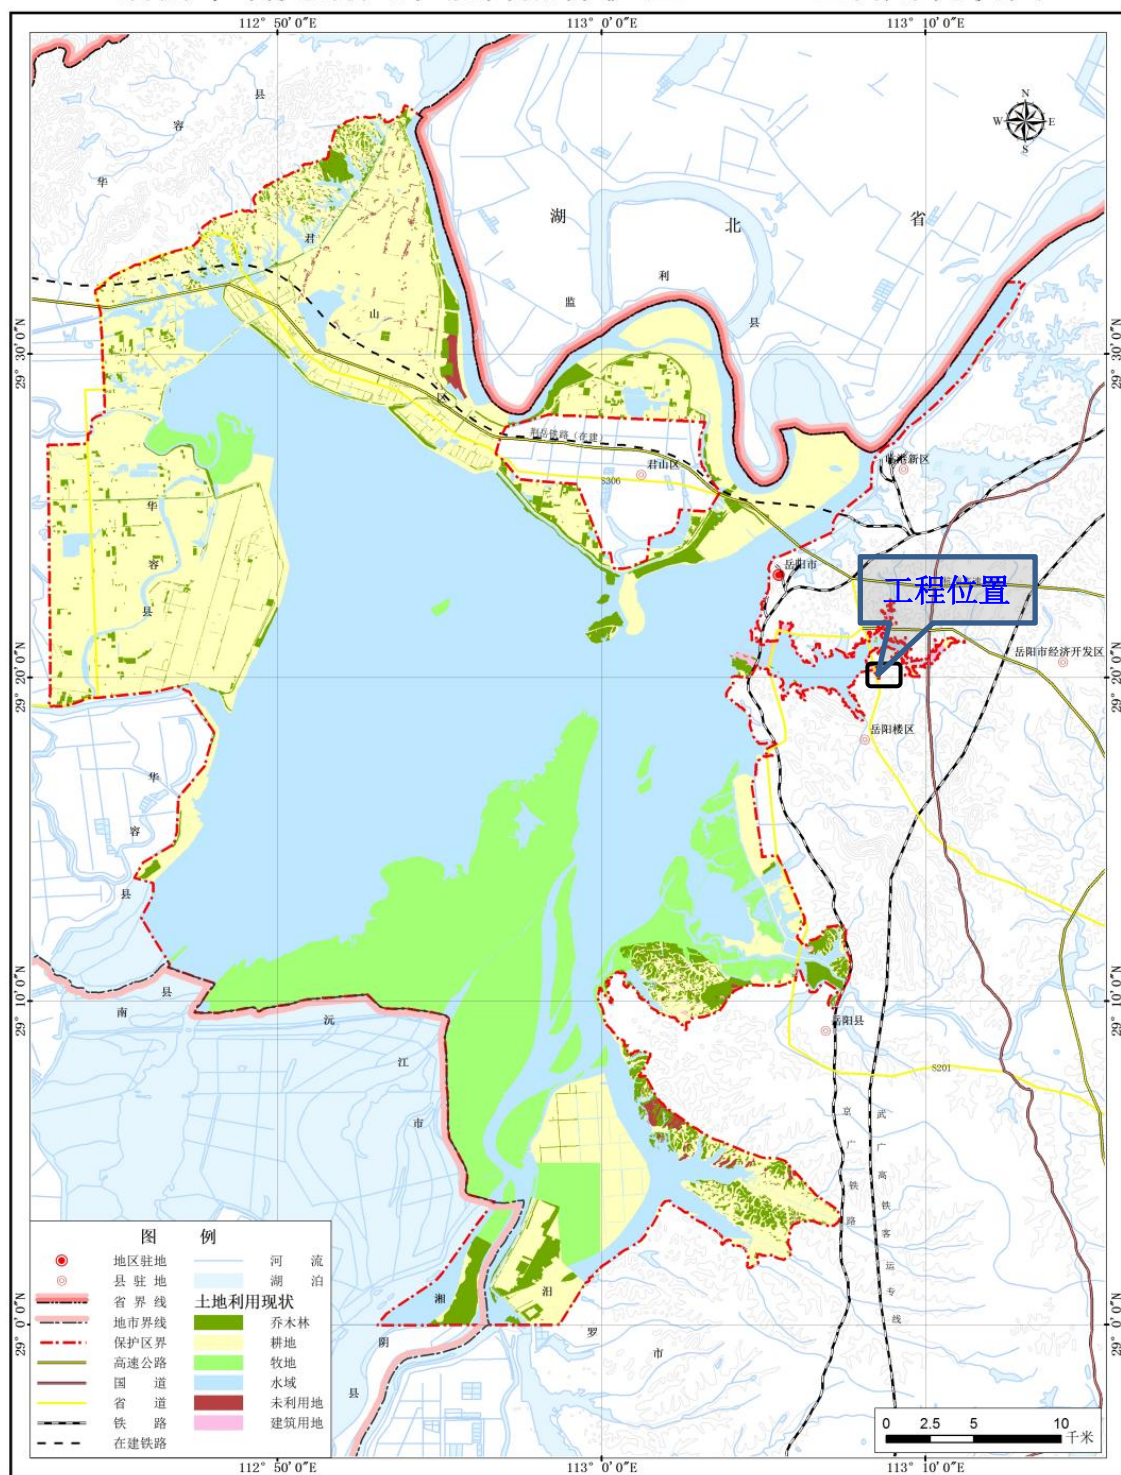 112° 50′ 0″E
113° 0′ 0″E
113° 10′ 0″E
N
W
E
S
县
容
华
湖
北
省
君
利
监
县
山
29° 30′ 0″N
29° 30′ 0″N
区
荆岳铁路（在建）
临港新区
君山区
S306
华
岳阳市
容
工程位置
县
岳阳市经济开发区
29° 20′ 0″N
29° 20′ 0″N
岳阳楼区
华
容
县
县
南
沅
29° 10′ 0″N
29° 10′ 0″N
岳阳县
江
S201
市
京广铁路
武广高铁客运专线
湘
汨
阴
罗
市
县
29° 0′ 0″N
29° 0′ 0″N
图 例
地区驻地
县驻地
省界线
地市界线
保护区界
高速公路
国道
省道
铁路
在建铁路
河流
湖泊
土地利用现状
乔木林
耕地
牧地
水域
未利用地
建筑用地
0 2.5 5 10
千米
112° 50′ 0″E
113° 0′ 0″E
113° 10′ 0″E